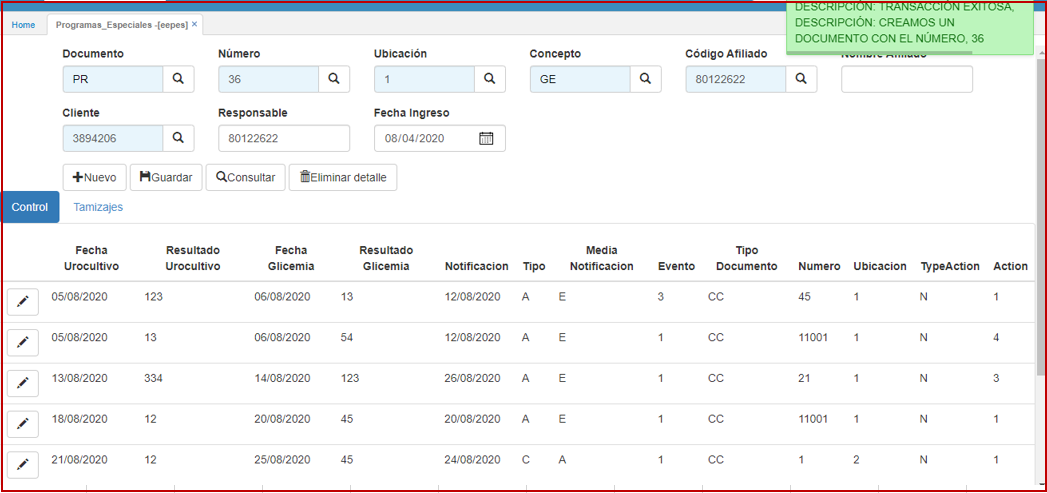 DESCRIPCIÓN: TRANSACCIÓN EXITOSA,
DESCRIPCIÓN: CREAMOS UN
DOCUMENTO CON EL NÚMERO, 36
Home Programas_Especiales -[eepes] ×
Documento Número Ubicación Concepto Código Afiliado Nombre Afiliado
PR 36 1 GE 80122622
Cliente Responsable Fecha Ingreso
3894206 80122622 08/04/2020
Nuevo Guardar Consultar Eliminar detalle
Control Tamizajes
Fecha Urocultivo Resultado Urocultivo Fecha Glicemia Resultado Glicemia Notificacion Tipo Media Notificacion Evento Tipo Documento Numero Ubicacion TypeAction Action
05/08/2020 123 06/08/2020 13 12/08/2020 A E 3 CC 45 1 N 1
05/08/2020 13 06/08/2020 54 12/08/2020 A E 1 CC 11001 1 N 4
13/08/2020 334 14/08/2020 123 26/08/2020 A E 1 CC 21 1 N 3
18/08/2020 12 20/08/2020 45 20/08/2020 A E 1 CC 11001 1 N 1
21/08/2020 12 25/08/2020 45 24/08/2020 C A 1 CC 1 2 N 1